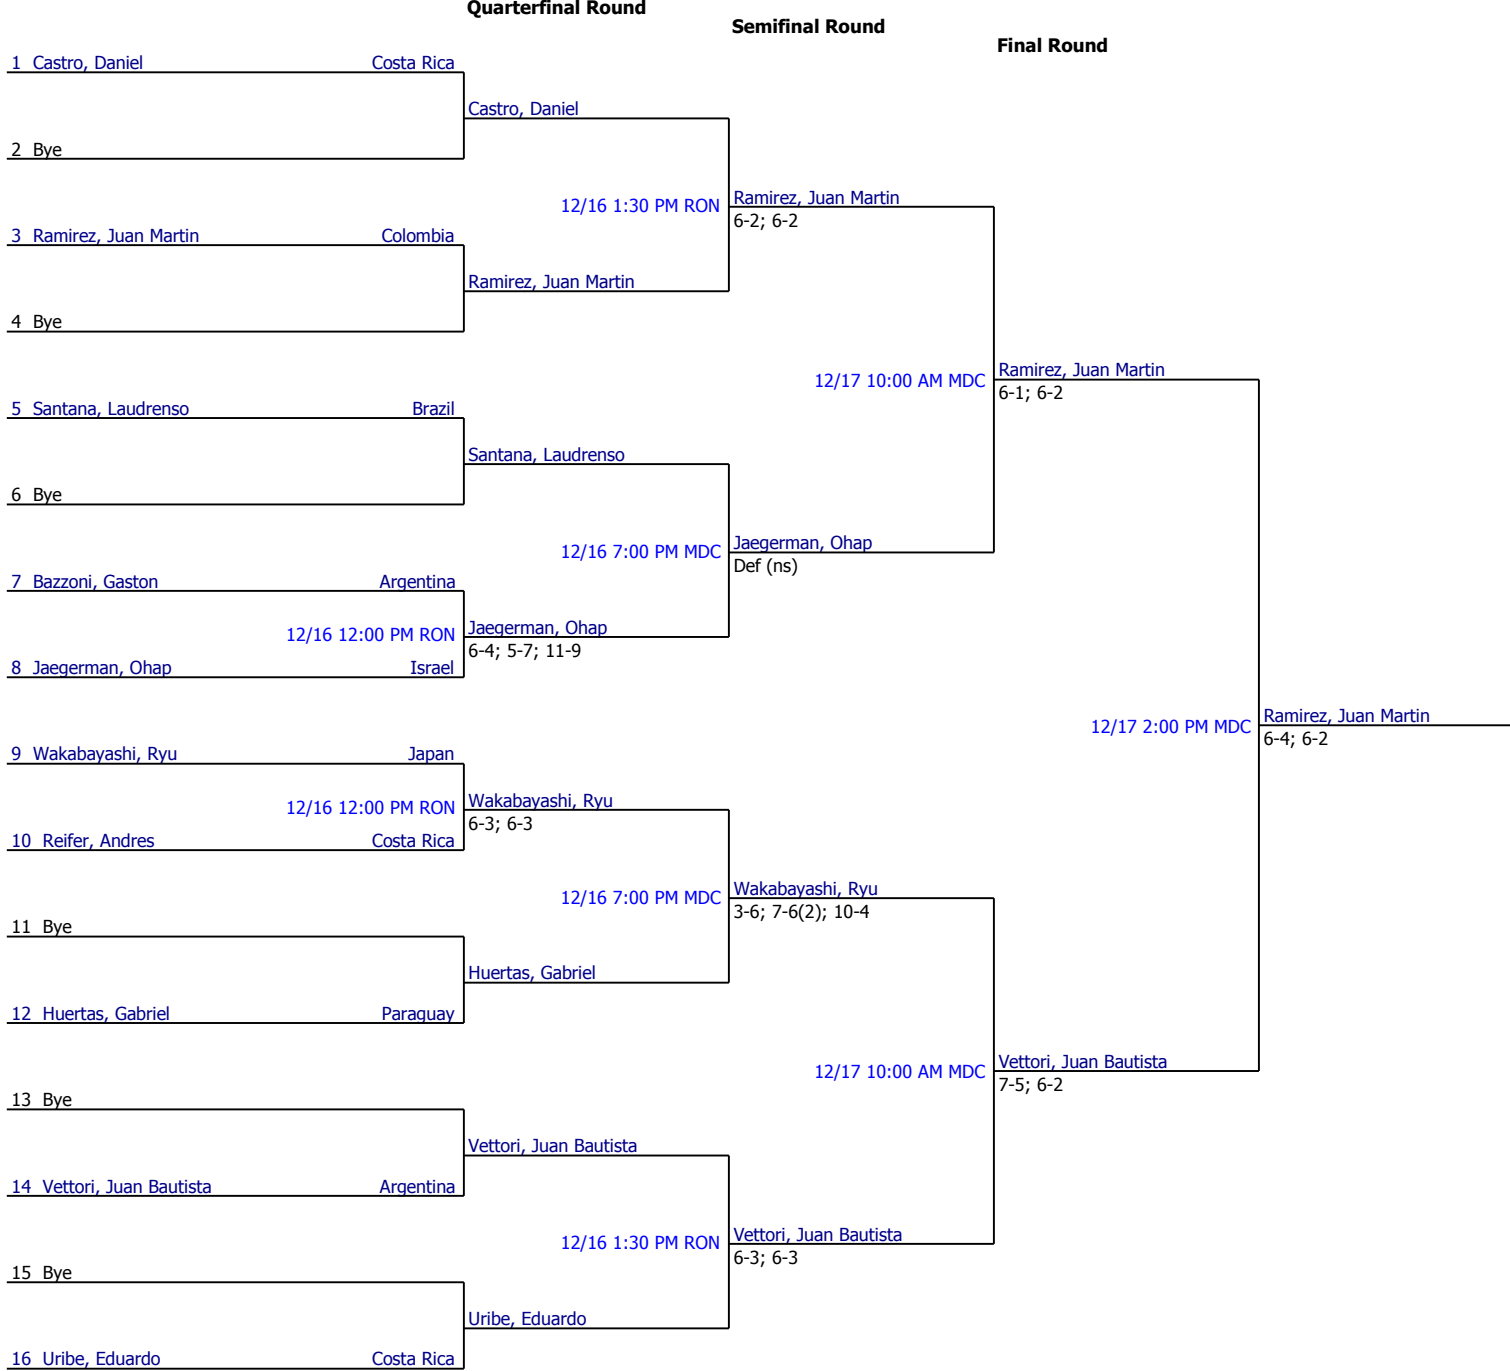 Quarterfinal Round
Semifinal Round
Final Round
1 Castro, Daniel Costa Rica
Castro, Daniel
2 Bye
12/16 1:30 PM RON Ramirez, Juan Martin
6-2; 6-2
3 Ramirez, Juan Martin Colombia
Ramirez, Juan Martin
4 Bye
12/17 10:00 AM MDC Ramirez, Juan Martin
6-1; 6-2
5 Santana, Laudrenso Brazil
Santana, Laudrenso
6 Bye
12/16 7:00 PM MDC Jaegerman, Ohap
Def (ns)
7 Bazzoni, Gaston Argentina
12/16 12:00 PM RON Jaegerman, Ohap
6-4; 5-7; 11-9
8 Jaegerman, Ohap Israel
12/17 2:00 PM MDC Ramirez, Juan Martin
6-4; 6-2
9 Wakabayashi, Ryu Japan
12/16 12:00 PM RON Wakabayashi, Ryu
6-3; 6-3
10 Reifer, Andres Costa Rica
12/16 7:00 PM MDC Wakabayashi, Ryu
3-6; 7-6(2); 10-4
11 Bye
Huertas, Gabriel
12 Huertas, Gabriel Paraguay
12/17 10:00 AM MDC Vettori, Juan Bautista
7-5; 6-2
13 Bye
Vettori, Juan Bautista
14 Vettori, Juan Bautista Argentina
12/16 1:30 PM RON Vettori, Juan Bautista
6-3; 6-3
15 Bye
Uribe, Eduardo
16 Uribe, Eduardo Costa Rica